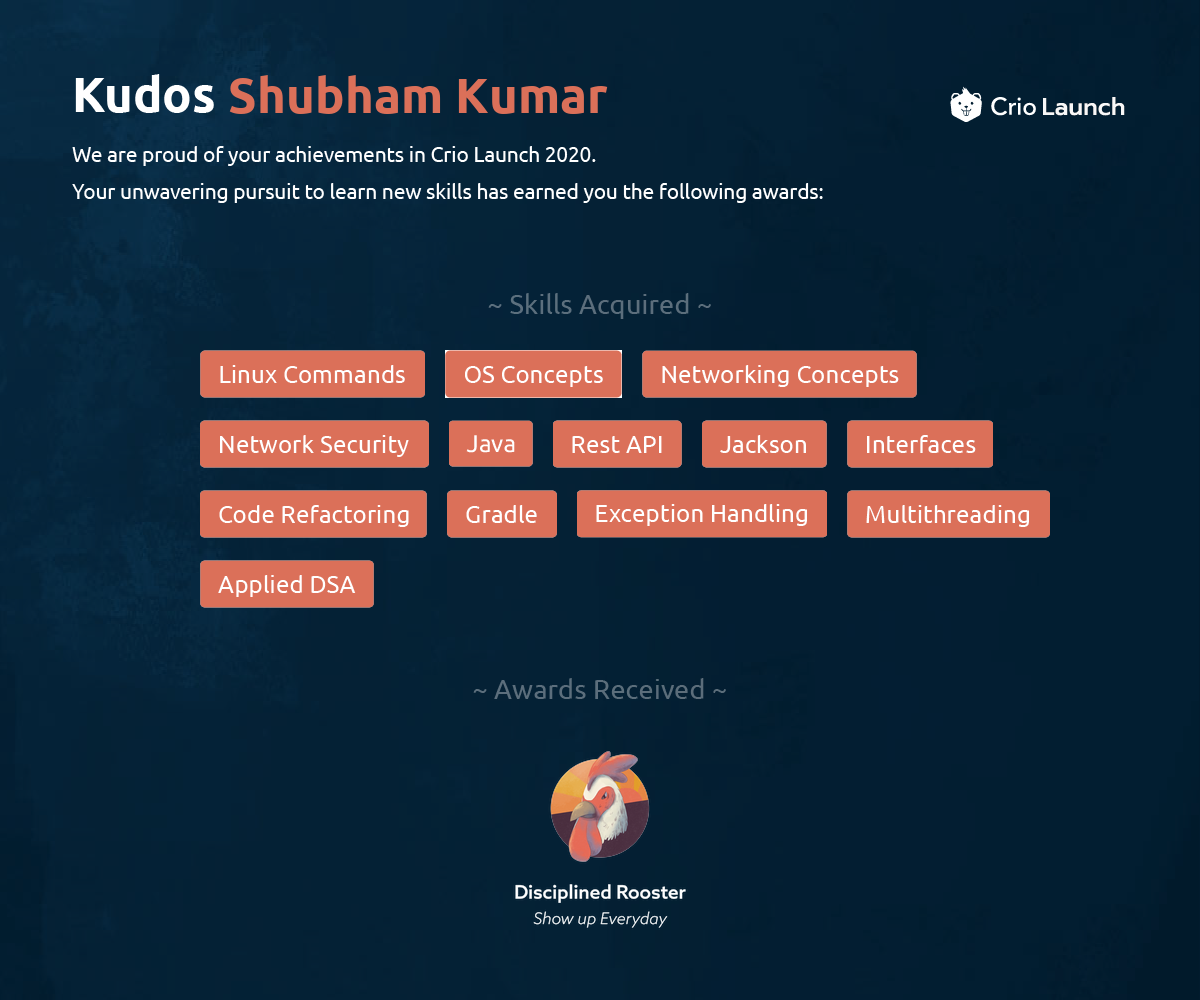 Kudos Shubham Kumar
Crio Launch
We are proud of your achievements in Crio Launch 2020.
Your unwavering pursuit to learn new skills has earned you the following awards:
~ Skills Acquired ~
Linux Commands OS Concepts Networking Concepts
Network Security Java Rest API Jackson Interfaces
Code Refactoring Gradle Exception Handling Multithreading
Applied DSA
~ Awards Received ~
Disciplined Rooster
Show up Everyday